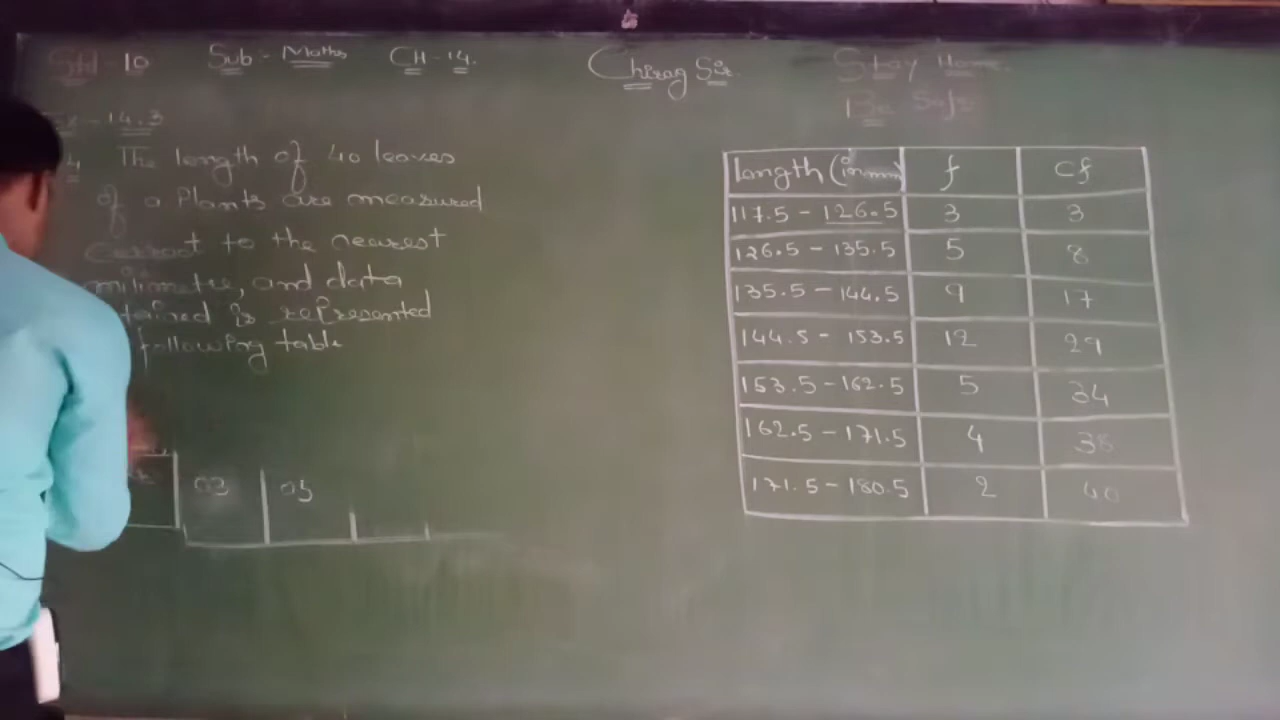 Std - 10 Sub - Maths CH - 14. Chirag Sir. Stay Home
Be Safe
Ex - 14.3
4 The length of 40 leaves
of a Plants are measured
to the nearest
and data
is represented
following table
03 05
length (in mm) f cf
117.5 - 126.5 3 3
126.5 - 135.5 5 8
135.5 - 144.5 9 17
144.5 - 153.5 12 29
153.5 - 162.5 5 34
162.5 - 171.5 4 38
171.5 - 180.5 2 40